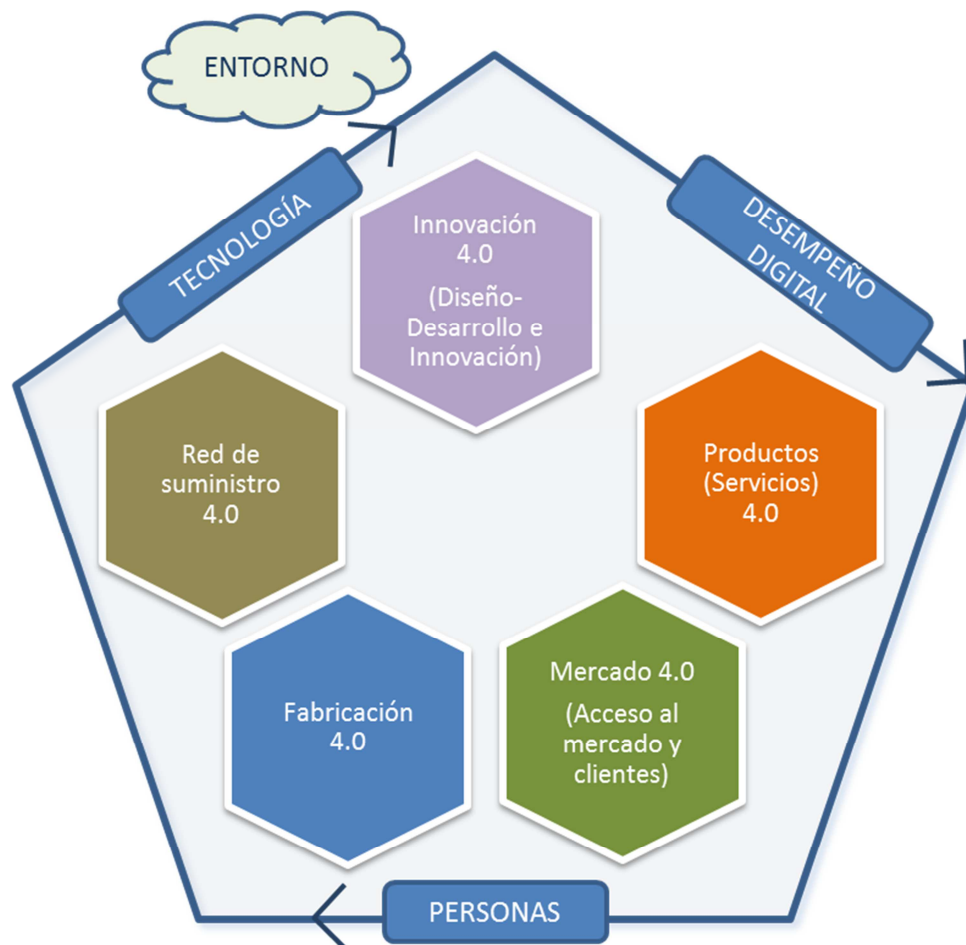 ENTORNO
TECNOLOGÍA
DESEMPEÑO
DIGITAL
Innovación
4.0
(Diseño-
Desarrollo e
Innovación)
Red de
suministro
4.0
Productos
(Servicios)
4.0
Fabricación
4.0
Mercado 4.0
(Acceso al
mercado y
clientes)
PERSONAS